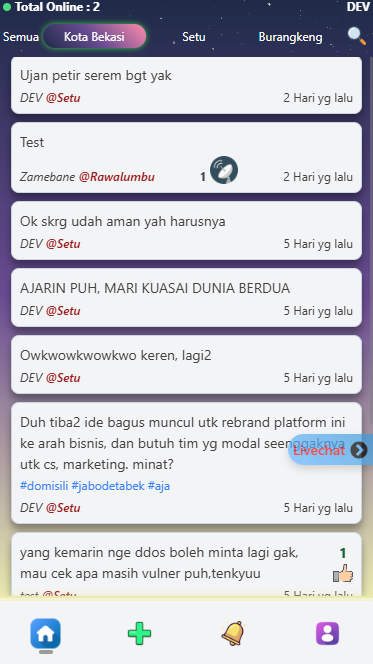 Total Online : 2
DEV
Semua
Kota Bekasi
Setu
Burangkeng
Ujan petir serem bgt yak
DEV @Setu
2 Hari yg lalu
Test
Zamebane @Rawalumbu
1
2 Hari yg lalu
Ok skrg udah aman yah harusnya
DEV @Setu
5 Hari yg lalu
AJARIN PUH, MARI KUASAI DUNIA BERDUA
DEV @Setu
5 Hari yg lalu
Owkwowkwowkwo keren, lagi2
DEV @Setu
5 Hari yg lalu
Duh tiba2 ide bagus muncul utk rebrand platform ini
ke arah bisnis, dan butuh tim yg modal seenggaknya
utk cs, marketing. minat?
Livechat
#domisili #jabodetabek #aja
DEV @Setu
5 Hari yg lalu
yang kemarin nge ddos boleh minta lagi gak,
mau cek apa masih vulner puh,tenkyuu
1
test @Setu
5 Hari yg lalu